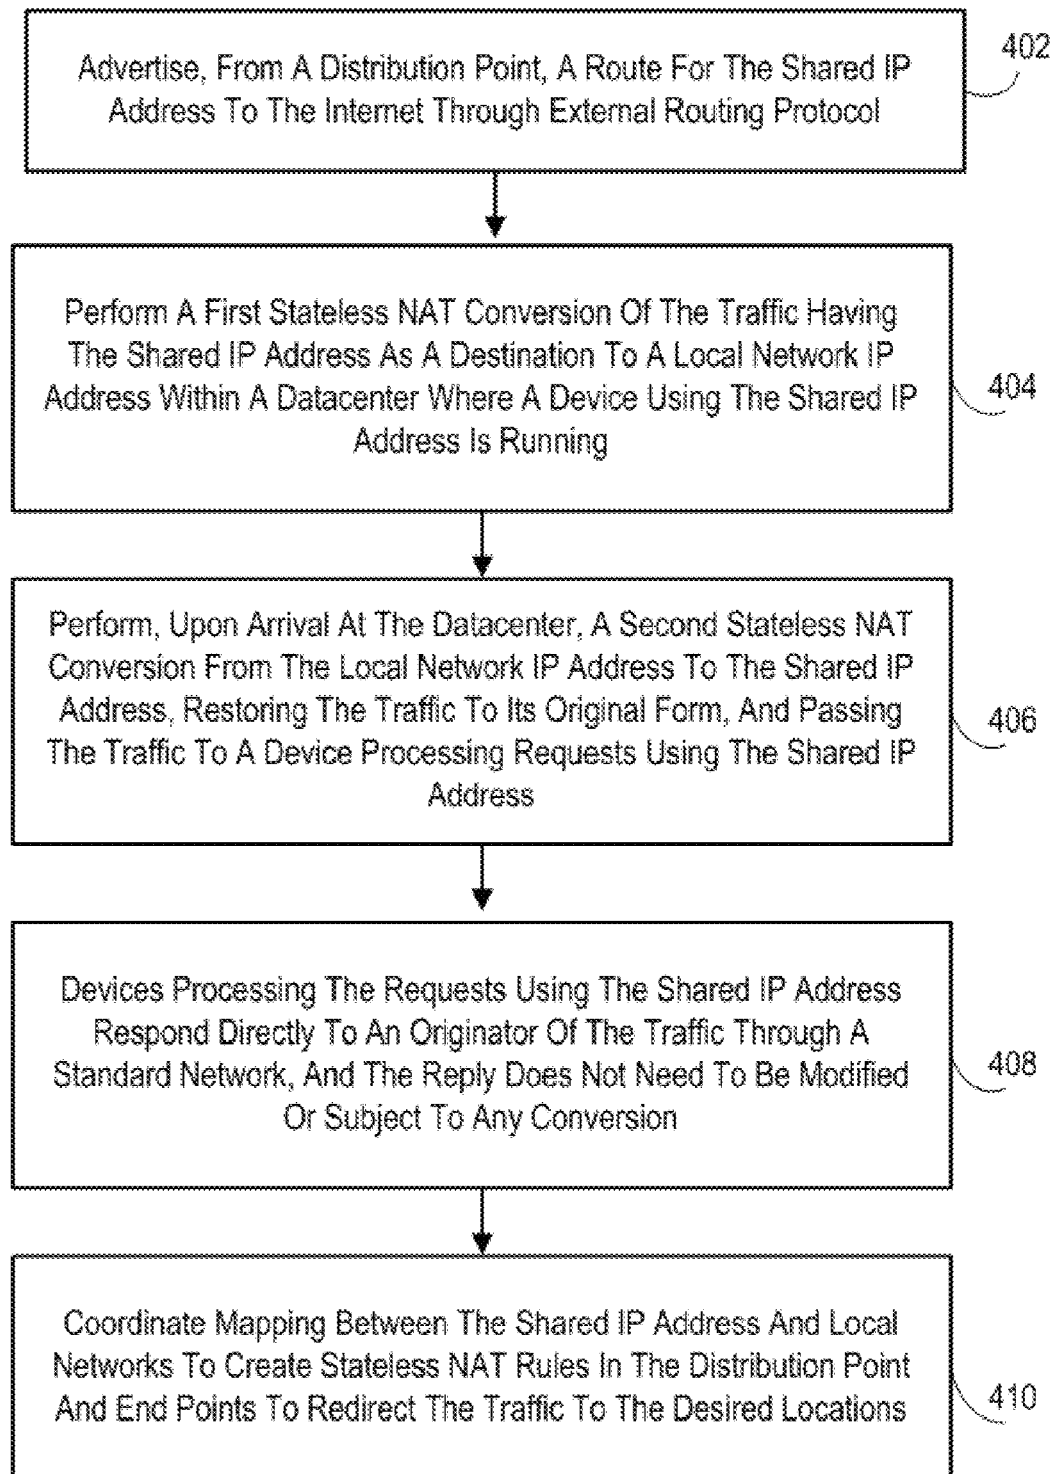 Advertise, From A Distribution Point, A Route For The Shared IP
Address To The Internet Through External Routing Protocol
402
Perform A First Stateless NAT Conversion Of The Traffic Having
The Shared IP Address As A Destination To A Local Network IP
Address Within A Datacenter Where A Device Using The Shared IP
Address Is Running
404
Perform, Upon Arrival At The Datacenter, A Second Stateless NAT
Conversion From The Local Network IP Address To The Shared IP
Address, Restoring The Traffic To Its Original Form, And Passing
The Traffic To A Device Processing Requests Using The Shared IP
Address
406
Devices Processing The Requests Using The Shared IP Address
Respond Directly To An Originator Of The Traffic Through A
Standard Network, And The Reply Does Not Need To Be Modified
Or Subject To Any Conversion
408
Coordinate Mapping Between The Shared IP Address And Local
Networks To Create Stateless NAT Rules In The Distribution Point
And End Points To Redirect The Traffic To The Desired Locations
410